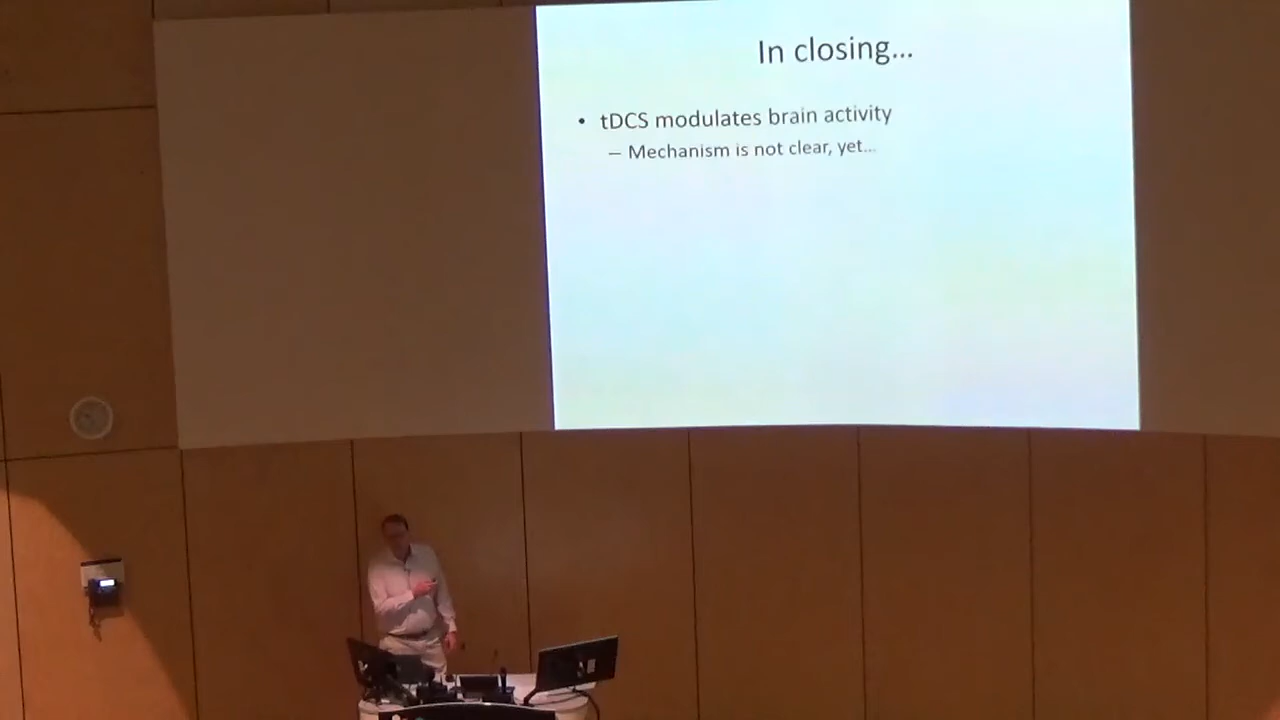 In closing...
• tDCS modulates brain activity
– Mechanism is not clear, yet...